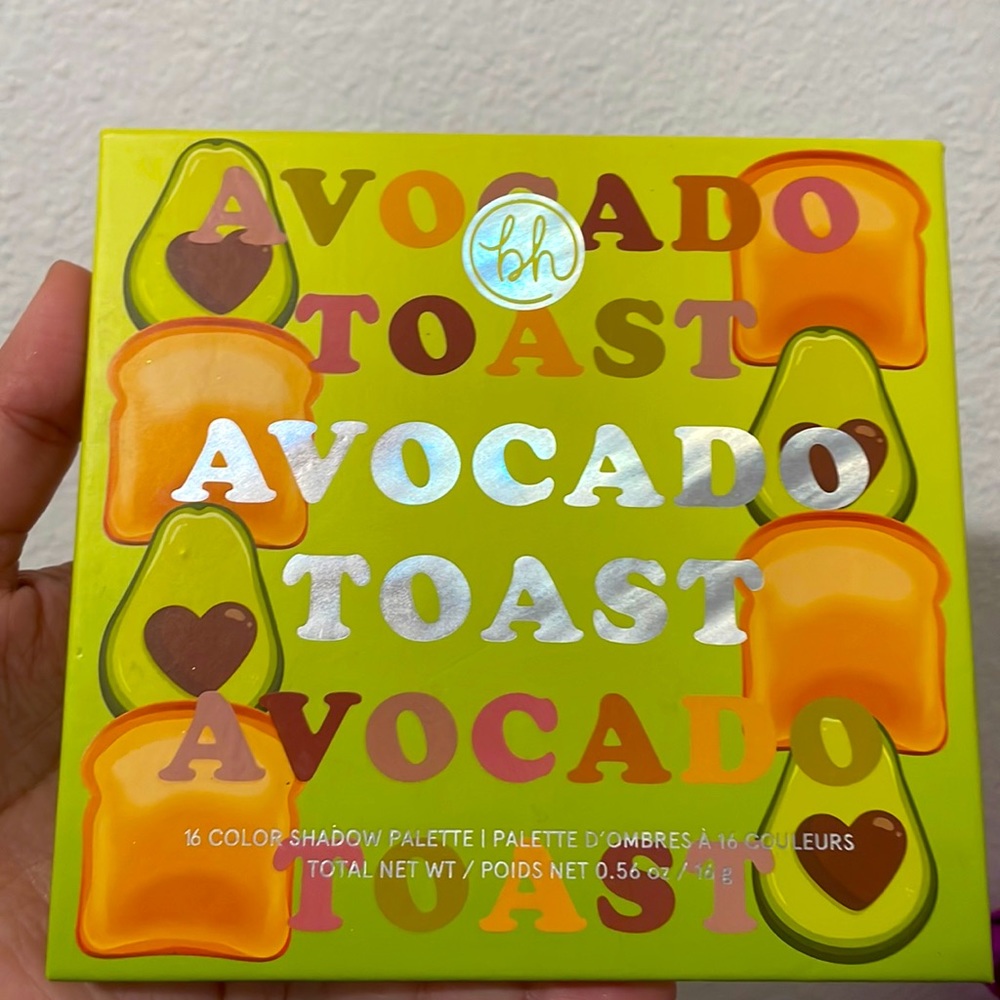 AVOCADO
bh
TOAST
AVOCADO
TOAST
AVOCADO
16 COLOR SHADOW PALETTE | PALETTE D'OMBRES À 16 COULEURS
TOTAL NET WT / POIDS NET 0.56 oz / 16 g
TOAST